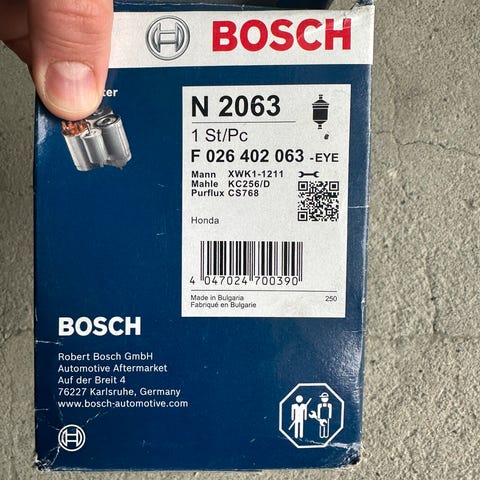 BOSCH
N 2063
1 St/Pc
F 026 402 063 -EYE
Mann XWK1-1211
Mahle KC256/D
Purflux CS768
Honda
4 047024 700390
Made in Bulgaria 250
Fabriqué en Bulgarie
BOSCH
Robert Bosch GmbH
Automotive Aftermarket
Auf der Breit 4
76227 Karlsruhe, Germany
www.bosch-automotive.com